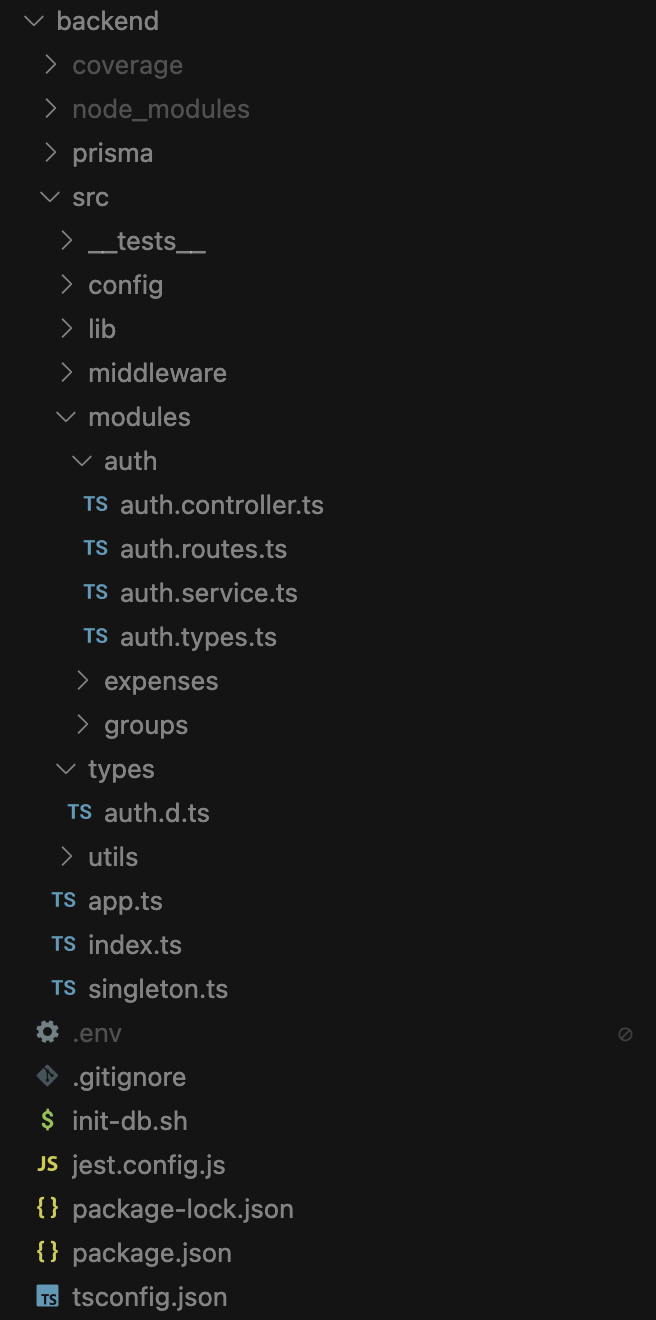 backend
coverage
node_modules
prisma
src
__tests__
config
lib
middleware
modules
auth
TS auth.controller.ts
TS auth.routes.ts
TS auth.service.ts
TS auth.types.ts
expenses
groups
types
TS auth.d.ts
utils
TS app.ts
TS index.ts
TS singleton.ts
.env
.gitignore
$ init-db.sh
JS jest.config.js
{} package-lock.json
{} package.json
TS tsconfig.json